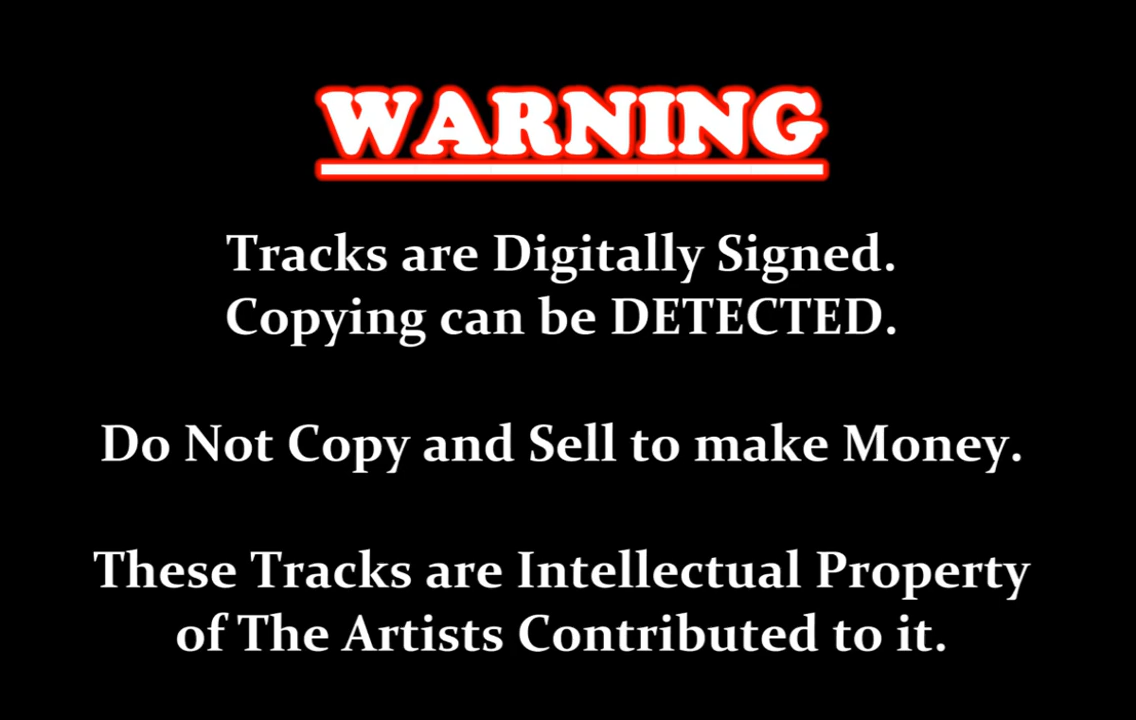 WARNING
Tracks are Digitally Signed.
Copying can be DETECTED.
Do Not Copy and Sell to make Money.
These Tracks are Intellectual Property
of The Artists Contributed to it.